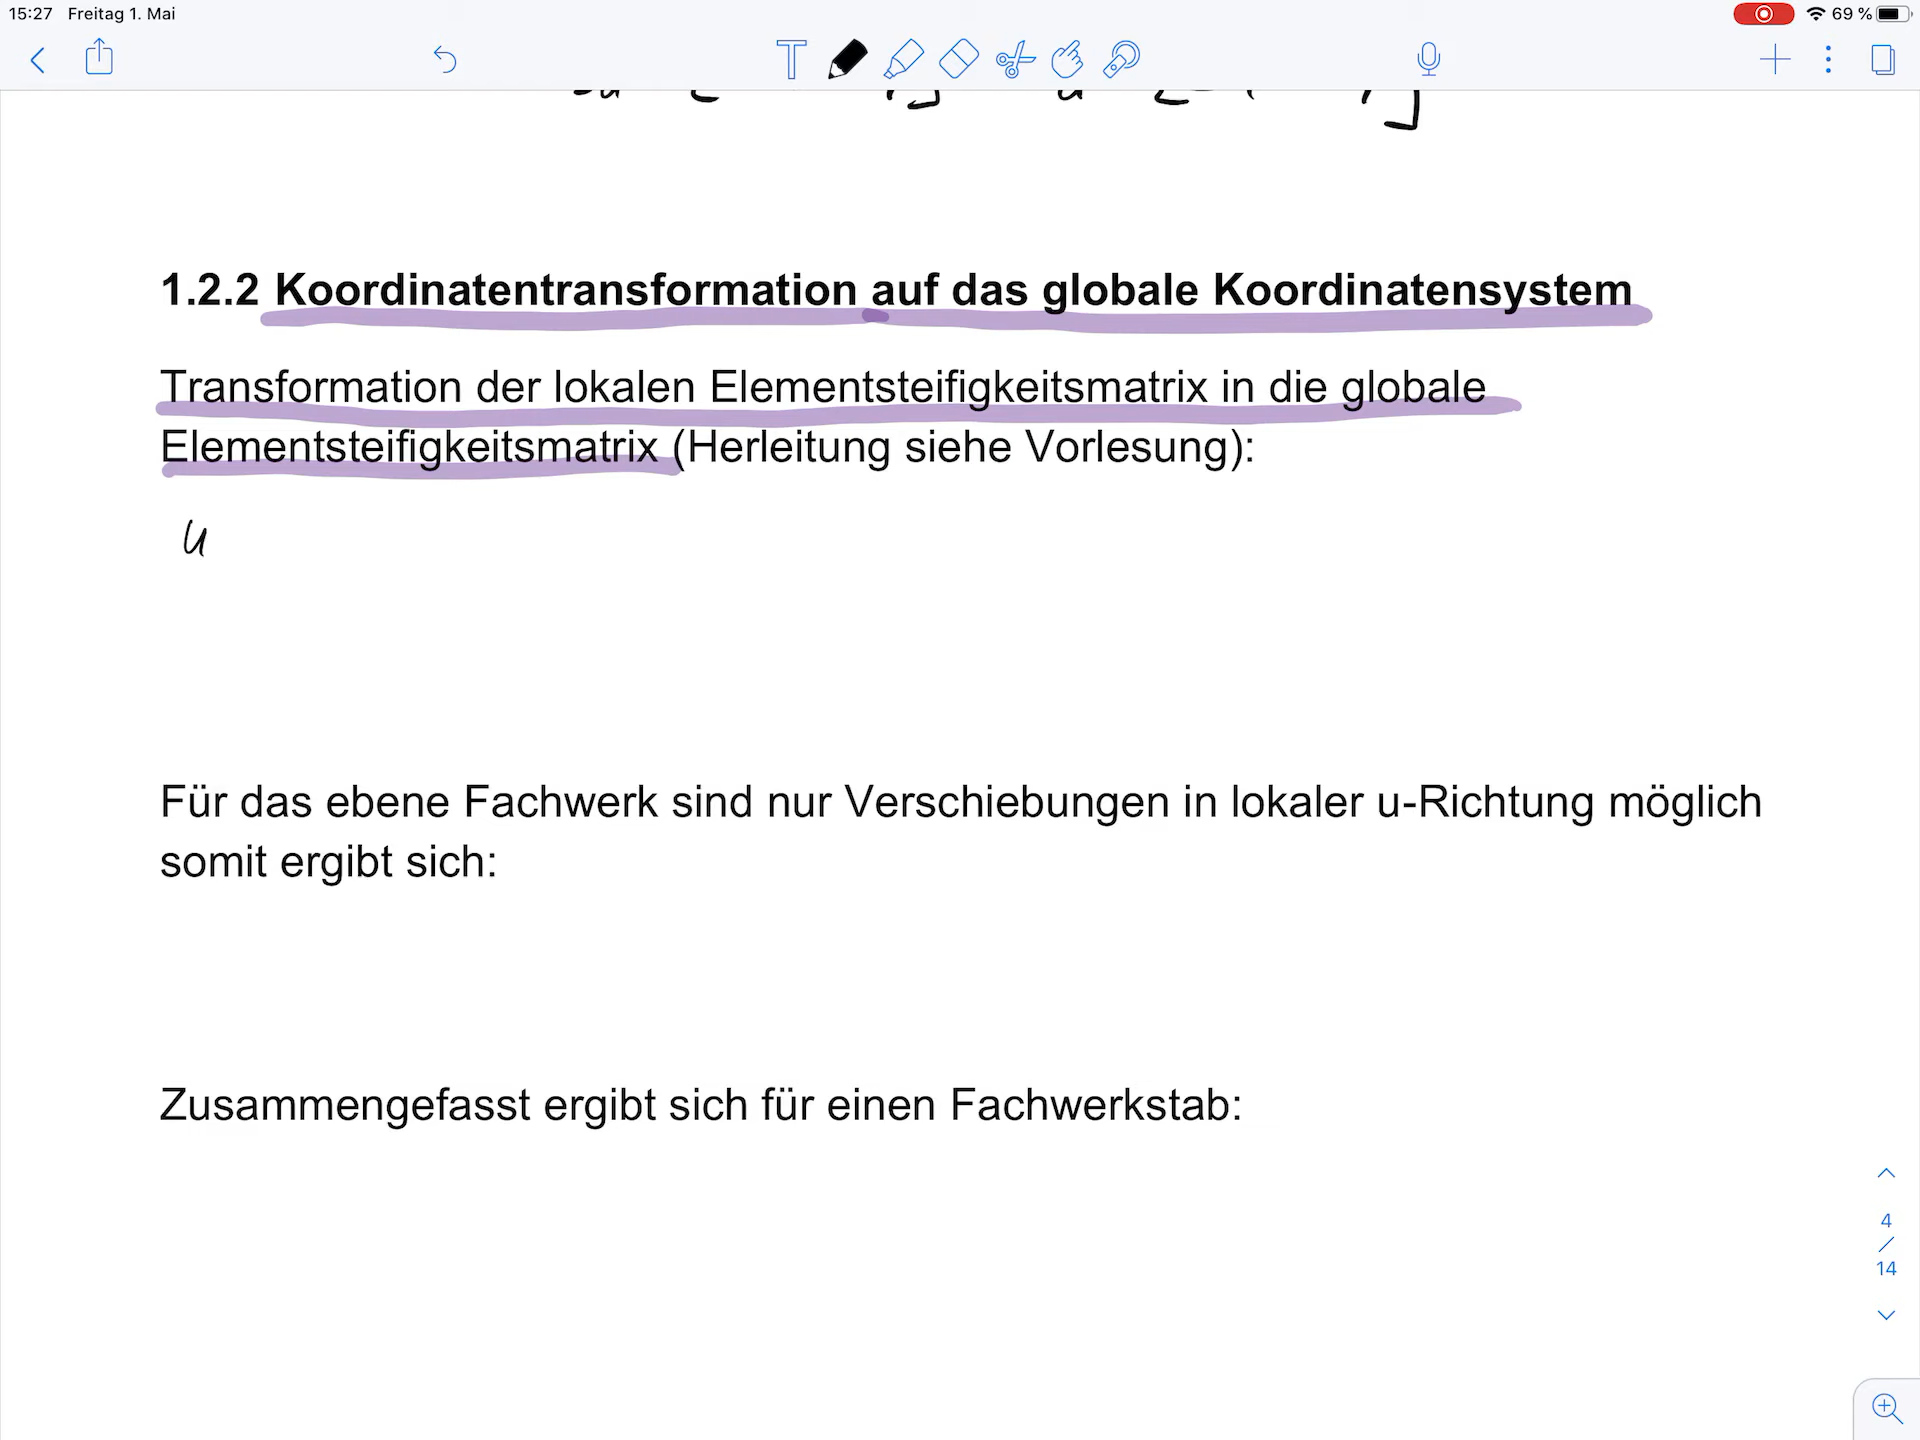 15:27 Freitag 1. Mai
69 %
1.2.2 Koordinatentransformation auf das globale Koordinatensystem
Transformation der lokalen Elementsteifigkeitsmatrix in die globale
Elementsteifigkeitsmatrix (Herleitung siehe Vorlesung):
u
Für das ebene Fachwerk sind nur Verschiebungen in lokaler u-Richtung möglich
somit ergibt sich:
Zusammengefasst ergibt sich für einen Fachwerkstab:
4
/
14